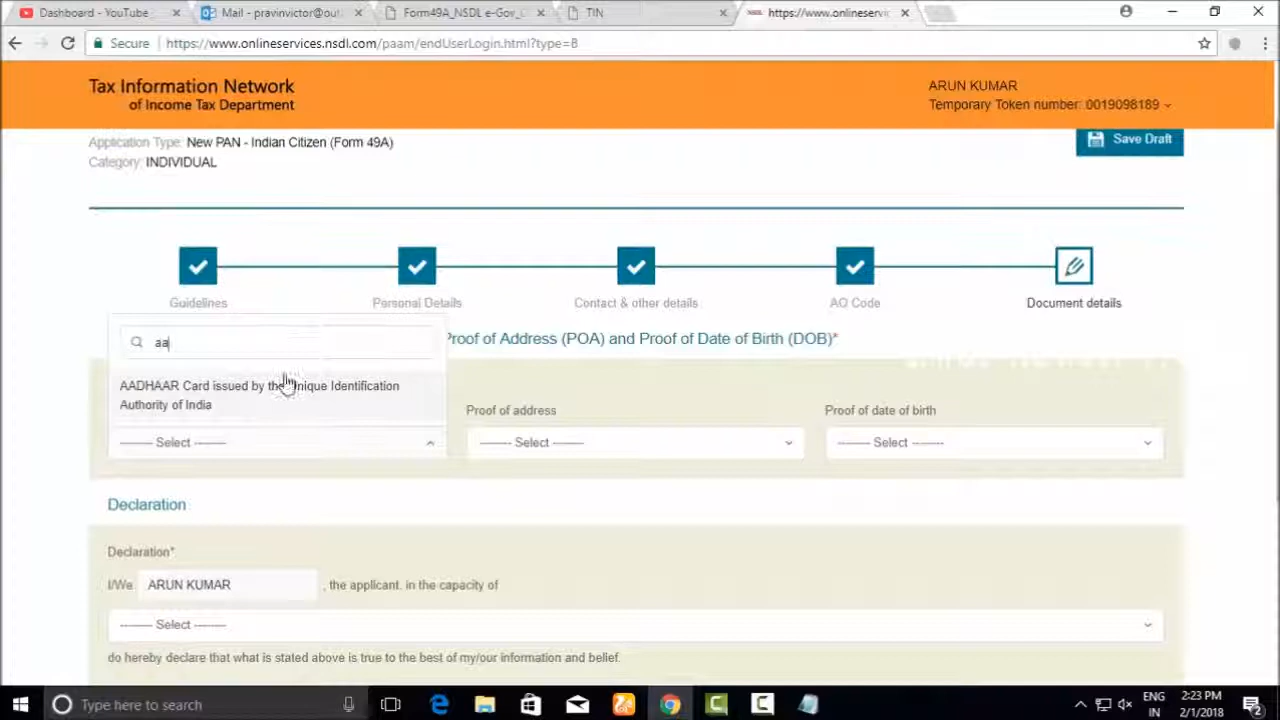 Dashboard - YouTube
Mail - pravinvictor@out
Form49A_NSDL e-Gov_
TIN
https://www.onlineservi
Secure
https://www.onlineservices.nsdl.com/paam/endUserLogin.html?type=B
Tax Information Network
of Income Tax Department
ARUN KUMAR
Temporary Token number: 0019098189
Application Type: New PAN - Indian Citizen (Form 49A)
Save Draft
Category: INDIVIDUAL
Guidelines
Personal Details
Contact & other details
AO Code
Document details
aa
Proof of Address (POA) and Proof of Date of Birth (DOB)*
AADHAAR Card issued by the Unique Identification
Authority of India
Proof of address
Proof of date of birth
-------- Select --------
-------- Select --------
-------- Select --------
Declaration
Declaration*
I/We ARUN KUMAR , the applicant, in the capacity of
-------- Select --------
do hereby declare that what is stated above is true to the best of my/our information and belief.
Type here to search
ENG
IN
2:23 PM
2/1/2018
2